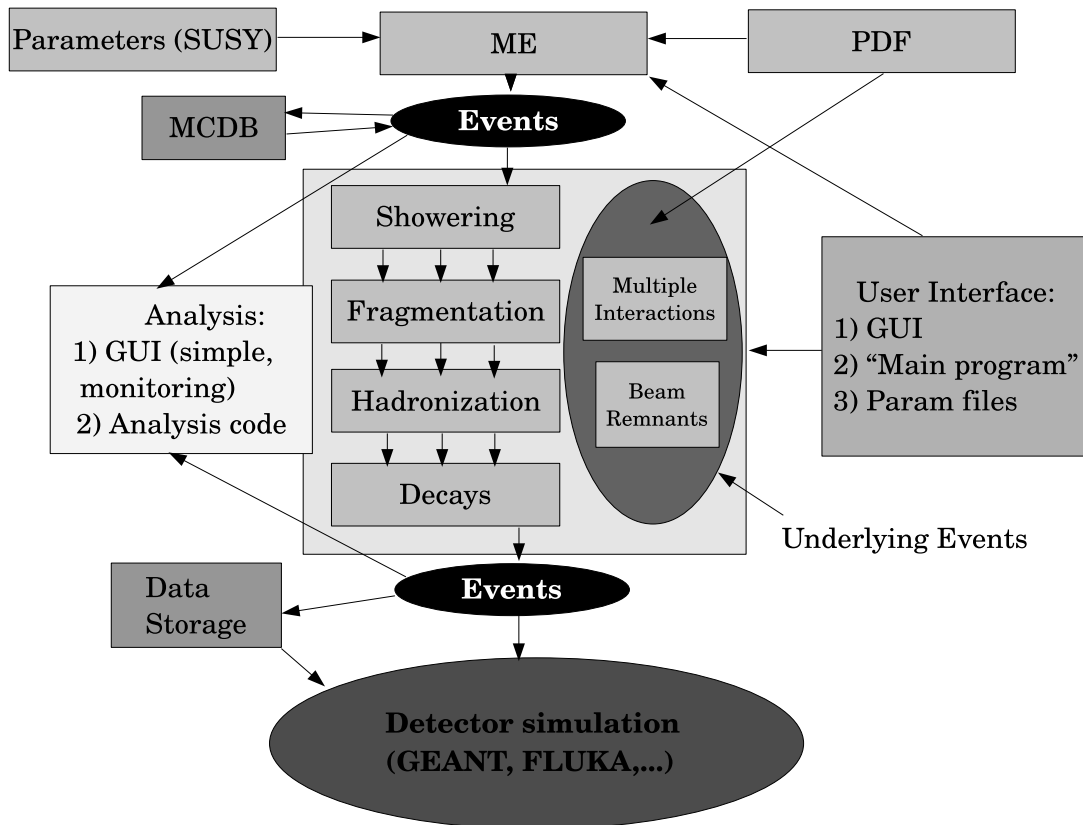 Parameters (SUSY)
ME
PDF
MCDB
Events
Showering
Fragmentation
Hadronization
Decays
Multiple
Interactions
Beam
Remnants
User Interface:
1) GUI
2) “Main program”
3) Param files
Analysis:
1) GUI (simple,
monitoring)
2) Analysis code
Underlying Events
Events
Data
Storage
Detector simulation
(GEANT, FLUKA,...)